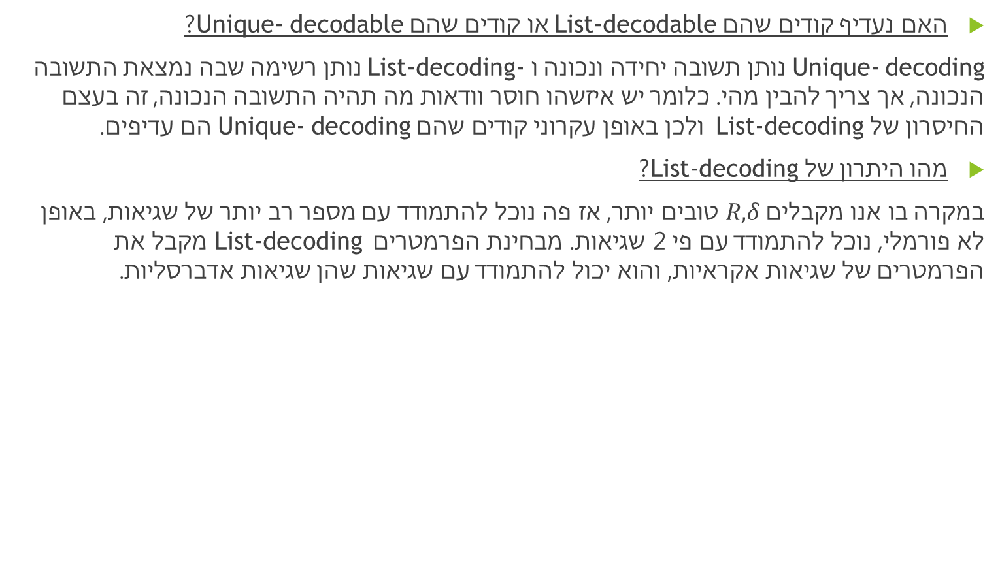 האם נעדיף קודים שהם List-decodable או קודים שהם Unique- decodable?
Unique- decoding נותן תשובה יחידה ונכונה ו -List-decoding נותן רשימה שבה נמצאת התשובה
הנכונה, אך צריך להבין מהי. כלומר יש איזשהו חוסר וודאות מה תהיה התשובה הנכונה, זה בעצם
החיסרון של List-decoding ולכן באופן עקרוני קודים שהם Unique- decoding הם עדיפים.
מהו היתרון של List-decoding?
במקרה בו אנו מקבלים R,δ טובים יותר, אז פה נוכל להתמודד עם מספר רב יותר של שגיאות, באופן
לא פורמלי, נוכל להתמודד עם פי 2 שגיאות. מבחינת הפרמטרים List-decoding מקבל את
הפרמטרים של שגיאות אקראיות, והוא יכול להתמודד עם שגיאות שהן שגיאות אדברסליות.